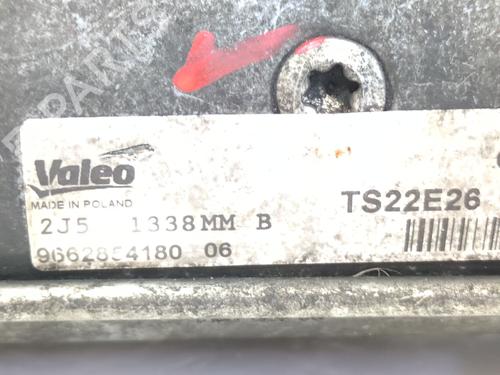 Valeo
MADE IN POLAND
TS22E26
2J5 1338MM B
9662854180 06